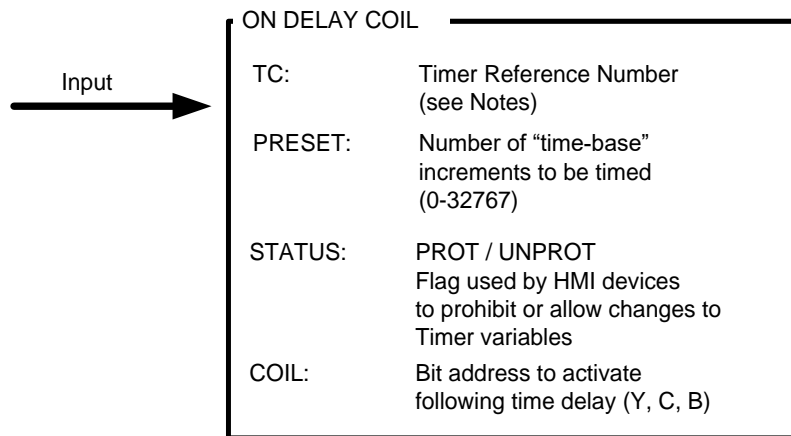 ON DELAY COIL
Input
TC: Timer Reference Number
(see Notes)
PRESET: Number of “time-base”
increments to be timed
(0-32767)
STATUS: PROT / UNPROT
Flag used by HMI devices
to prohibit or allow changes to
Timer variables
COIL: Bit address to activate
following time delay (Y, C, B)